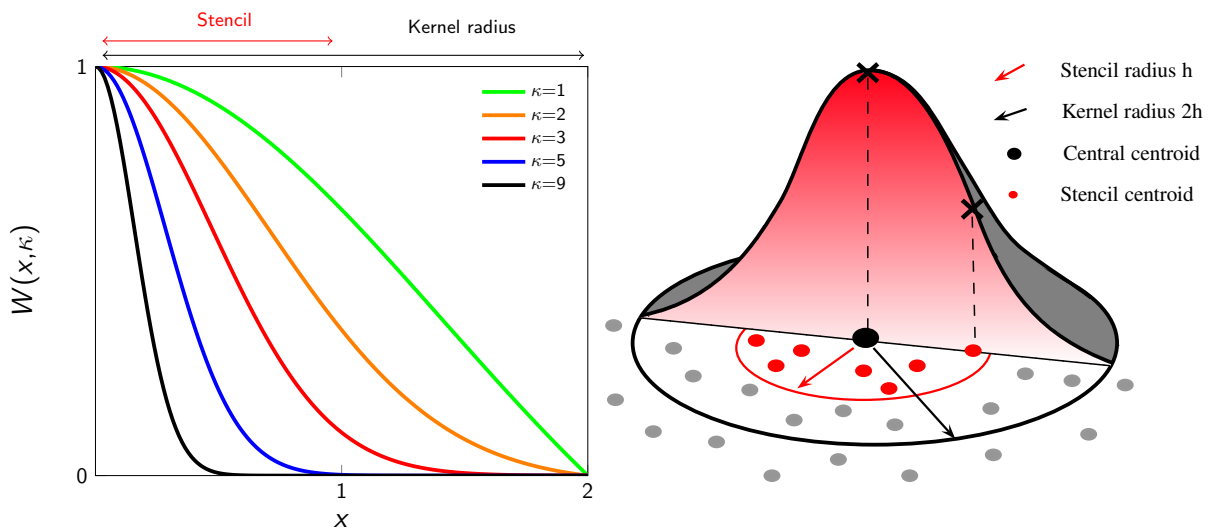 Stencil
Kernel radius
1
κ=1
κ=2
κ=3
κ=5
κ=9
W(x,κ)
0
1
2
x
Stencil radius h
Kernel radius 2h
Central centroid
Stencil centroid